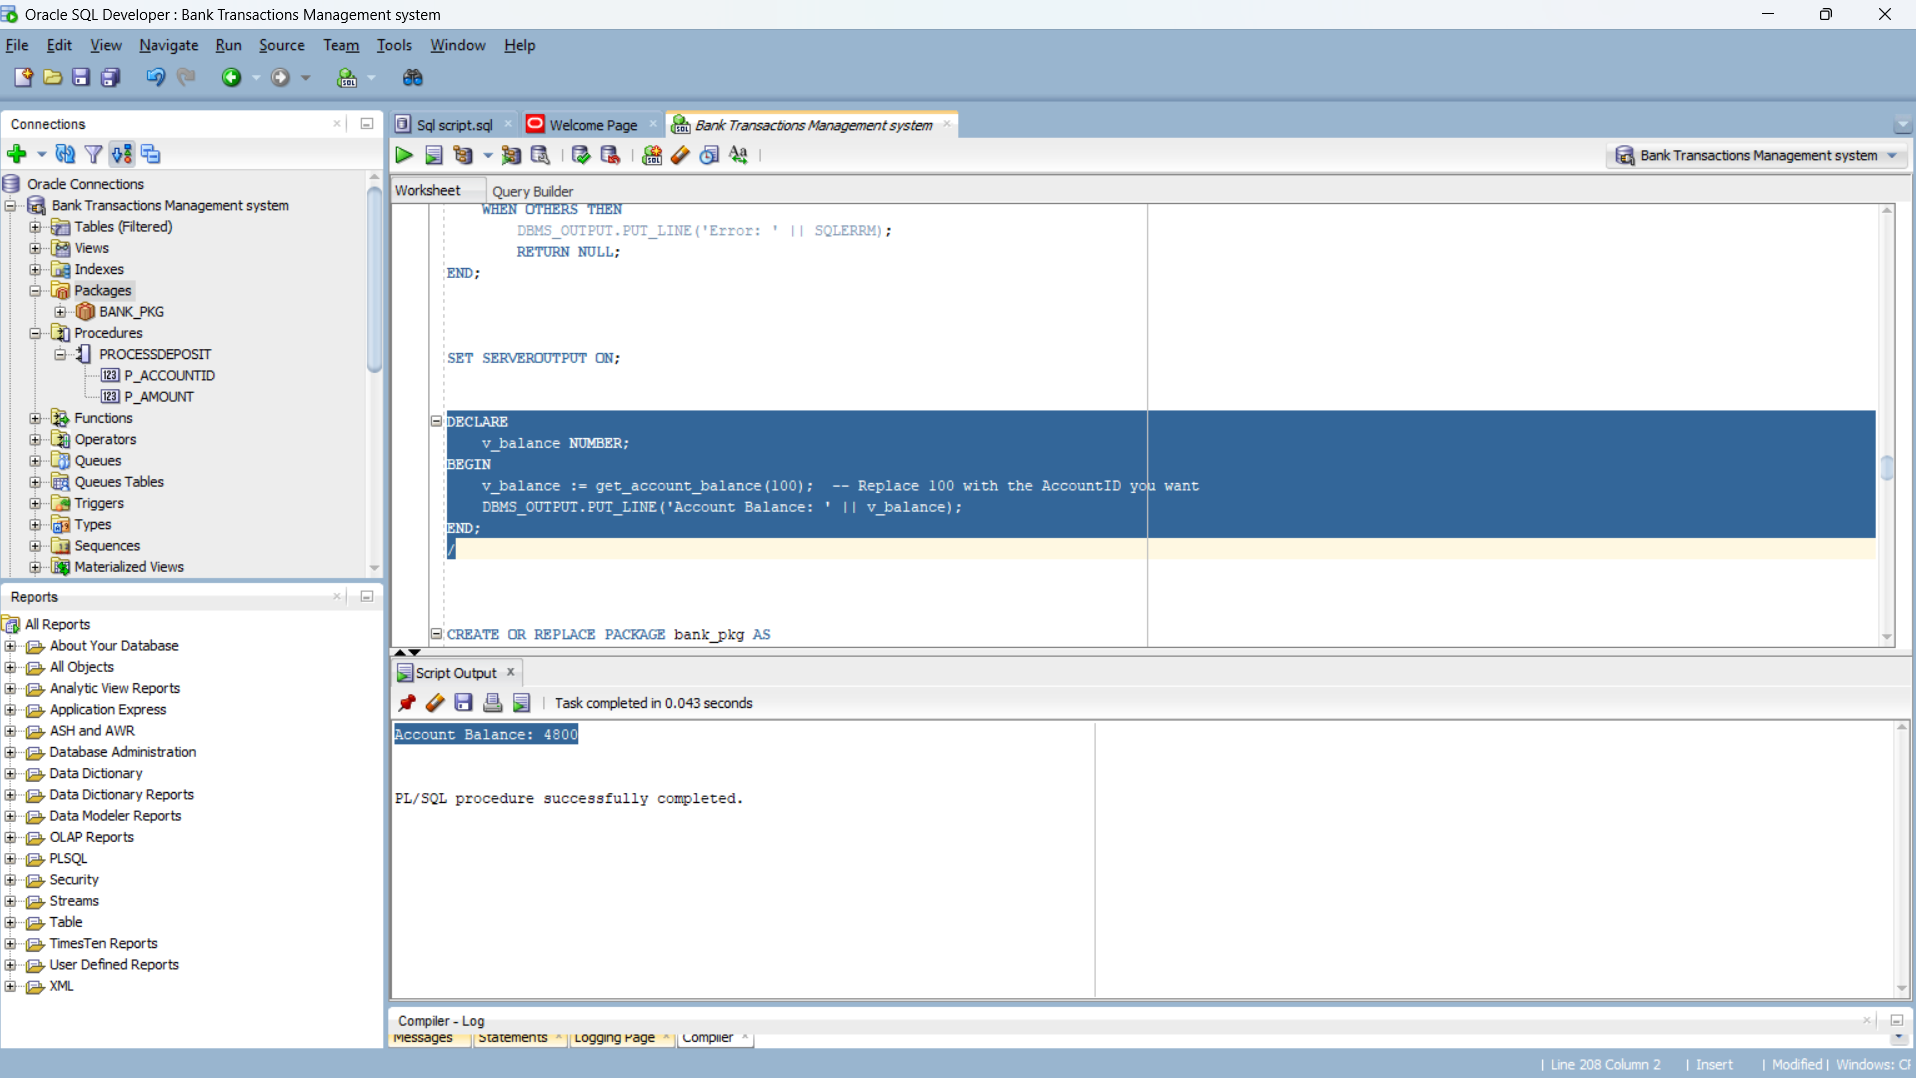 Oracle SQL Developer : Bank Transactions Management system
File Edit View Navigate Run Source Team Tools Window Help
Connections
Oracle Connections
Bank Transactions Management system
Tables (Filtered)
Views
Indexes
Packages
BANK_PKG
Procedures
PROCESSDEPOSIT
P_ACCOUNTID
P_AMOUNT
Functions
Operators
Queues
Queues Tables
Triggers
Types
Sequences
Materialized Views
Reports
All Reports
About Your Database
All Objects
Analytic View Reports
Application Express
ASH and AWR
Database Administration
Data Dictionary
Data Dictionary Reports
Data Modeler Reports
OLAP Reports
PLSQL
Security
Streams
Table
TimesTen Reports
User Defined Reports
XML
Sql script.sql Welcome Page Bank Transactions Management system
Bank Transactions Management system
Worksheet Query Builder
WHEN OTHERS THEN
DBMS_OUTPUT.PUT_LINE('Error: ' || SQLERRM);
RETURN NULL;
END;
SET SERVEROUTPUT ON;
DECLARE
v_balance NUMBER;
BEGIN
v_balance := get_account_balance(100); -- Replace 100 with the AccountID you want
DBMS_OUTPUT.PUT_LINE('Account Balance: ' || v_balance);
END;
/
CREATE OR REPLACE PACKAGE bank_pkg AS
Script Output
Task completed in 0.043 seconds
Account Balance: 4800
PL/SQL procedure successfully completed.
Compiler - Log
Messages Statements Logging Page Compiler
Line 208 Column 2 | Insert | Modified | Windows: CF